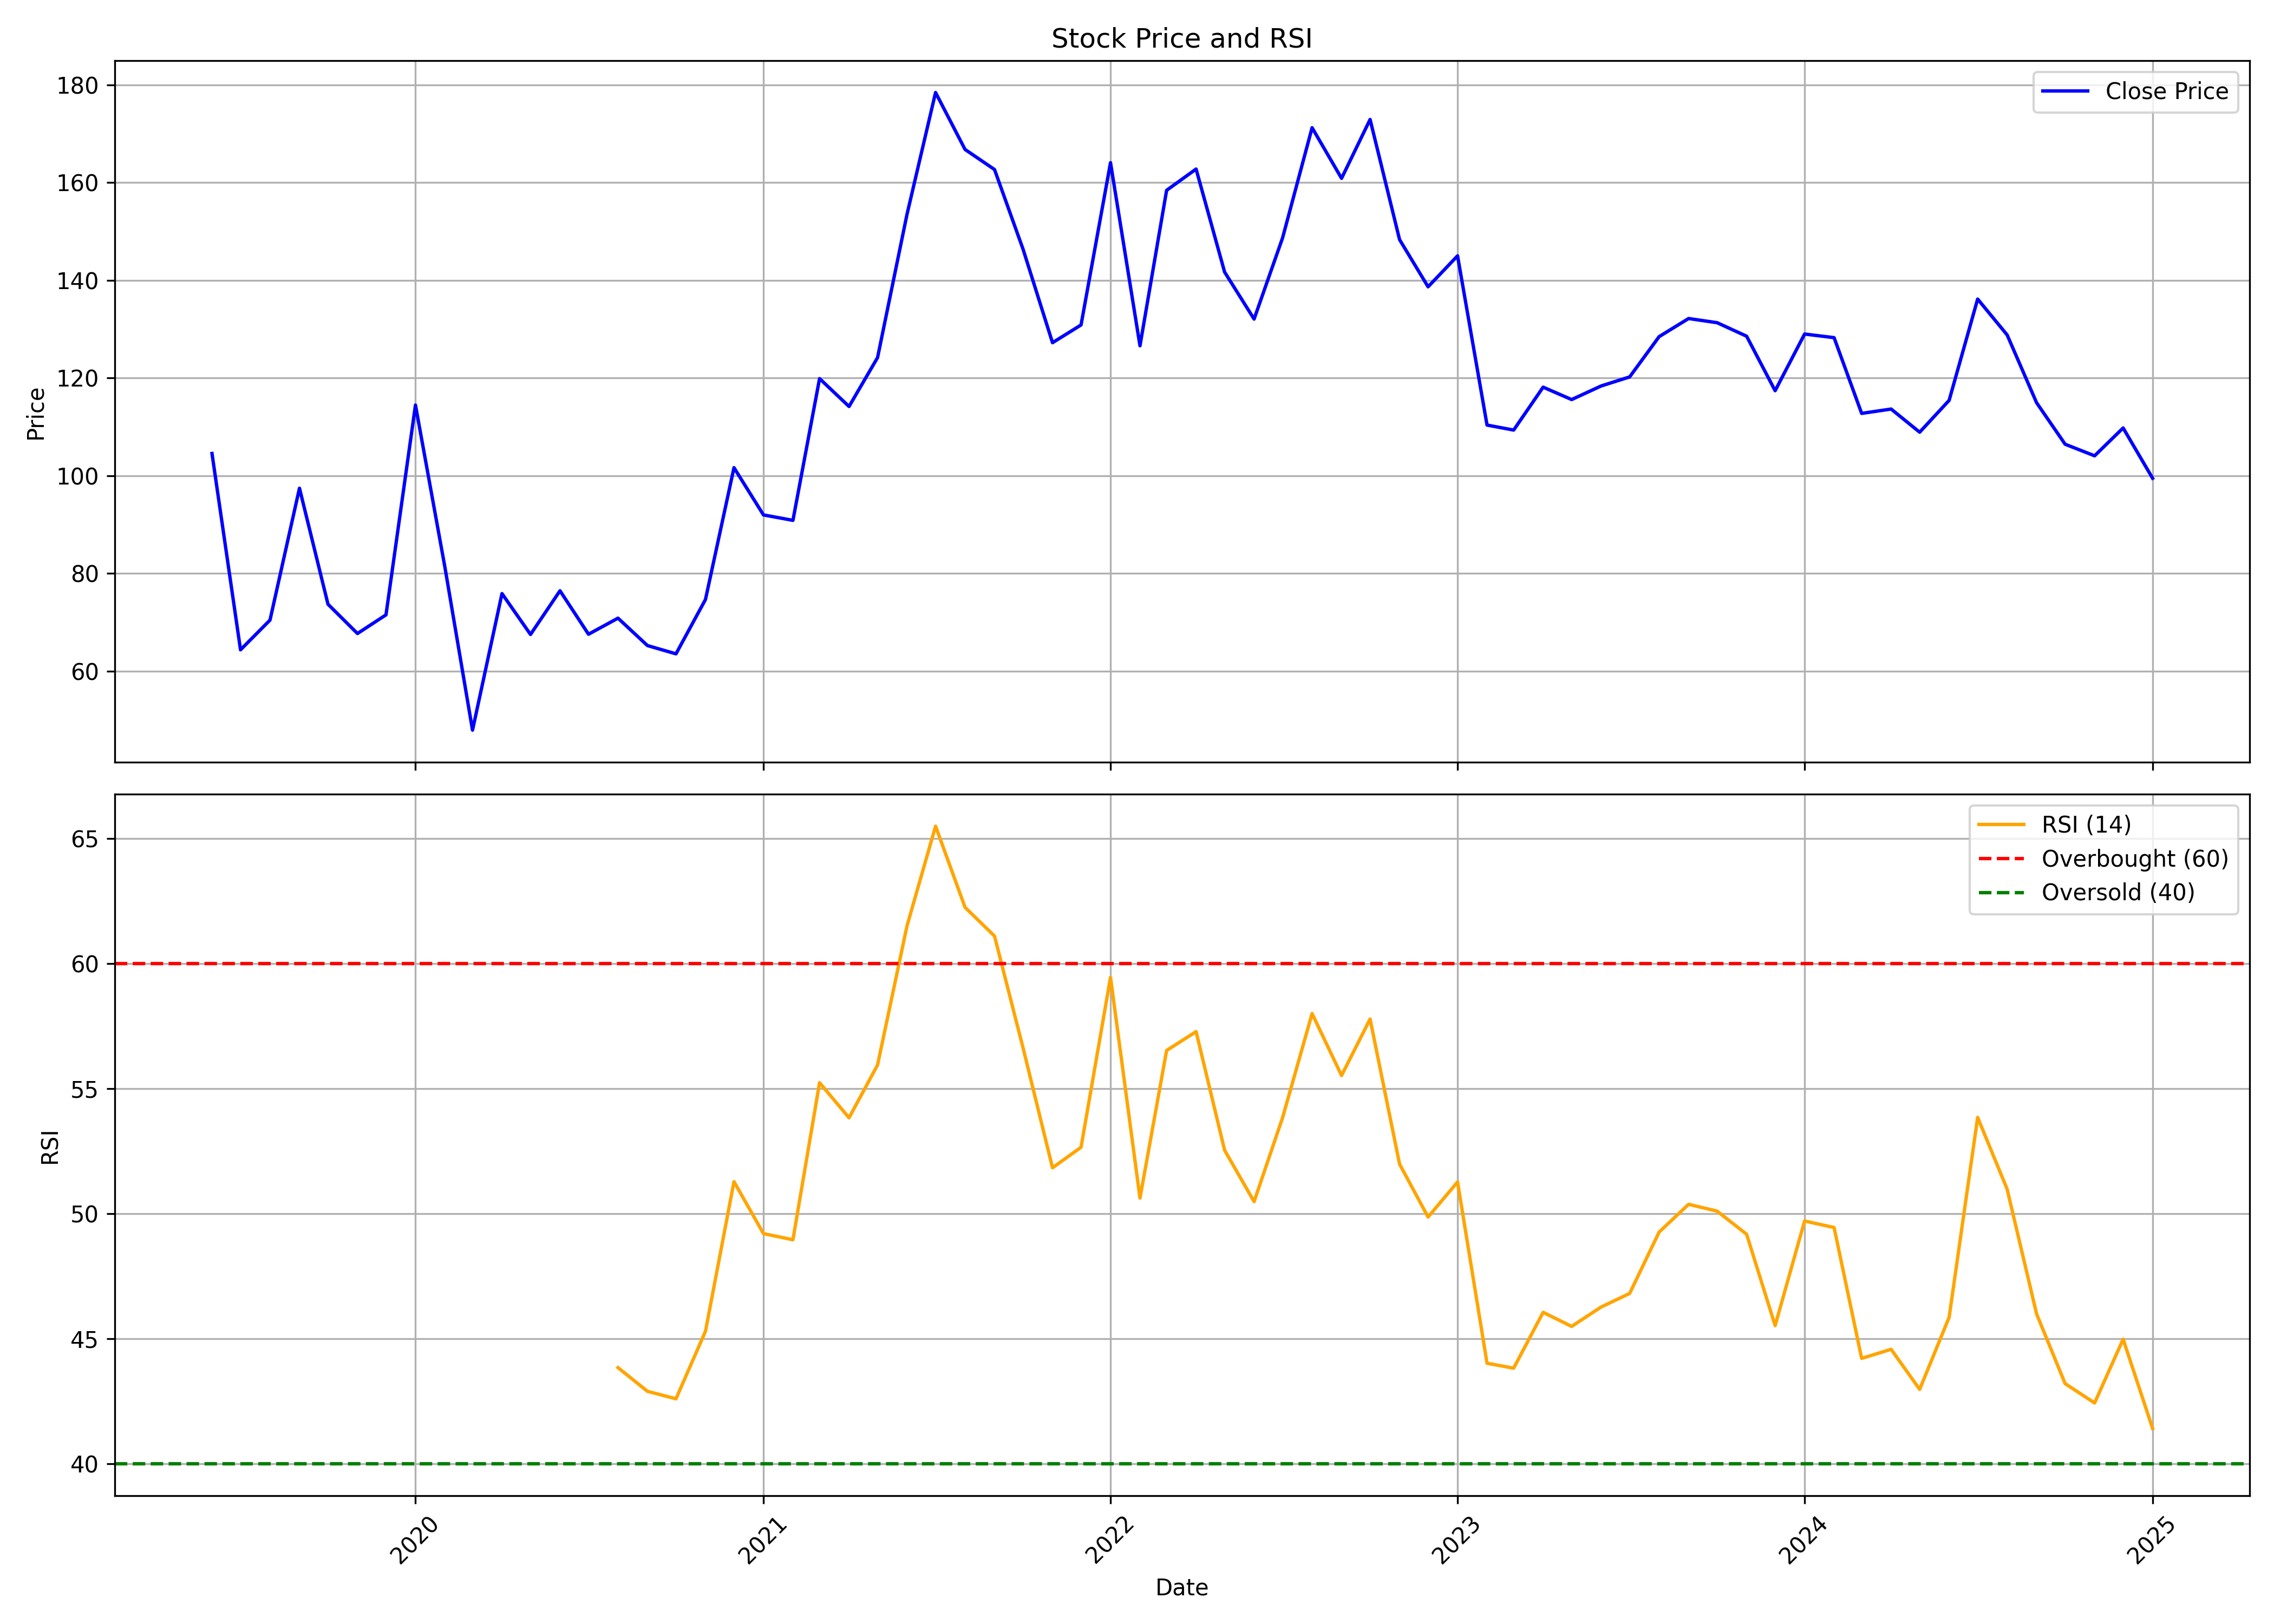 Stock Price and RSI
Close Price
180
160
140
120
100
80
60
Price
RSI (14)
Overbought (60)
Oversold (40)
65
60
55
50
45
40
RSI
2020
2021
2022
2023
2024
2025
Date